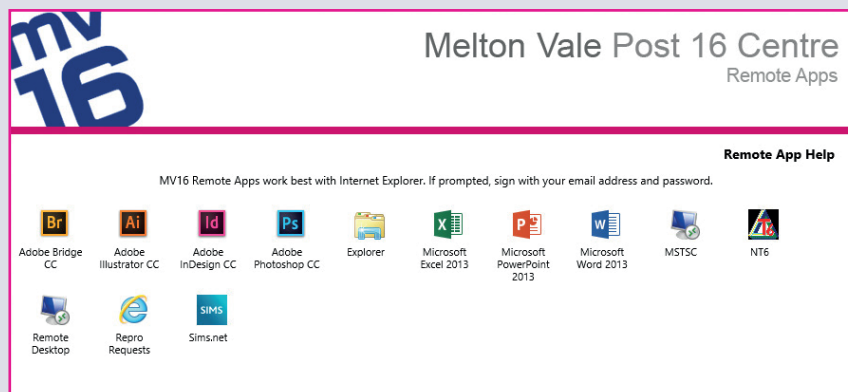 mv
16
Melton Vale Post 16 Centre
Remote Apps
Remote App Help
MV16 Remote Apps work best with Internet Explorer. If prompted, sign with your email address and password.
Br
Ai
Id
Ps
X
P
W
Adobe Bridge
CC
Adobe
Illustrator CC
Adobe
InDesign CC
Adobe
Photoshop CC
Explorer
Microsoft
Excel 2013
Microsoft
PowerPoint
2013
Microsoft
Word 2013
MSTSC
NT6
SIMS
Remote
Desktop
Repro
Requests
Sims.net